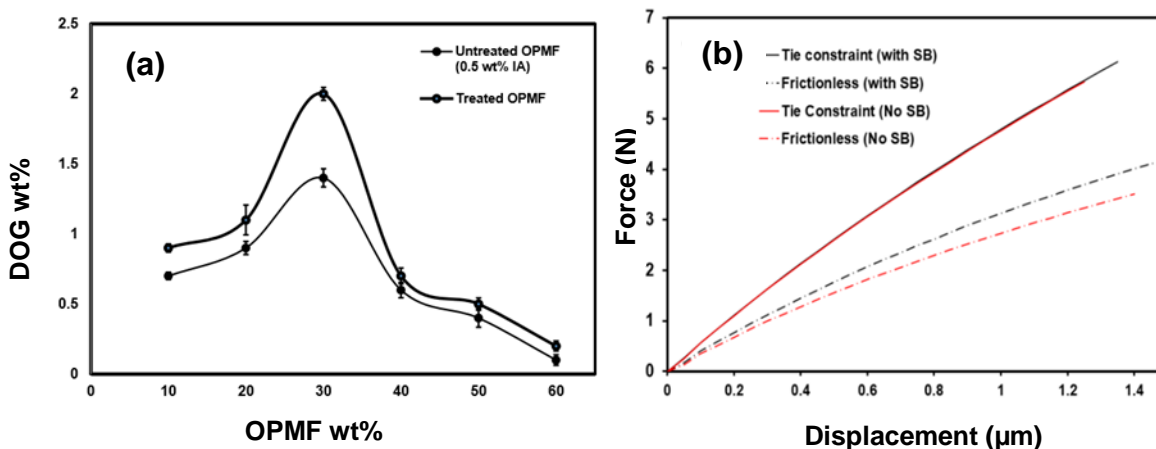 (a)
DOG wt%
2.5
2
1.5
1
0.5
0
Untreated OPMF
(0.5 wt% IA)
Treated OPMF
0 10 20 30 40 50 60
OPMF wt%
(b)
Force (N)
7
6
5
4
3
2
1
0
Tie constraint (with SB)
Frictionless (with SB)
Tie Constraint (No SB)
Frictionless (No SB)
0 0.2 0.4 0.6 0.8 1 1.2 1.4
Displacement (µm)